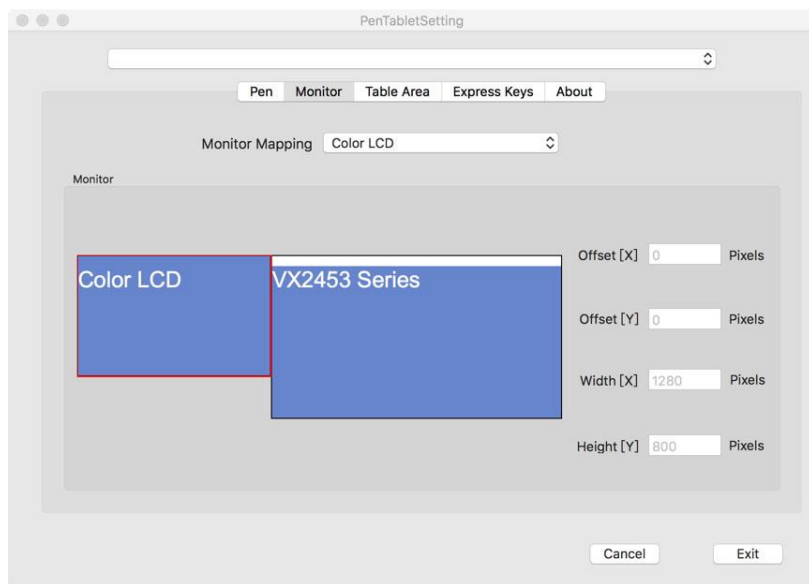 PenTabletSetting
Pen Monitor Table Area Express Keys About
Monitor Mapping Color LCD
Monitor
Color LCD
VX2453 Series
Offset [X] 0 Pixels
Offset [Y] 0 Pixels
Width [X] 1280 Pixels
Height [Y] 800 Pixels
Cancel Exit